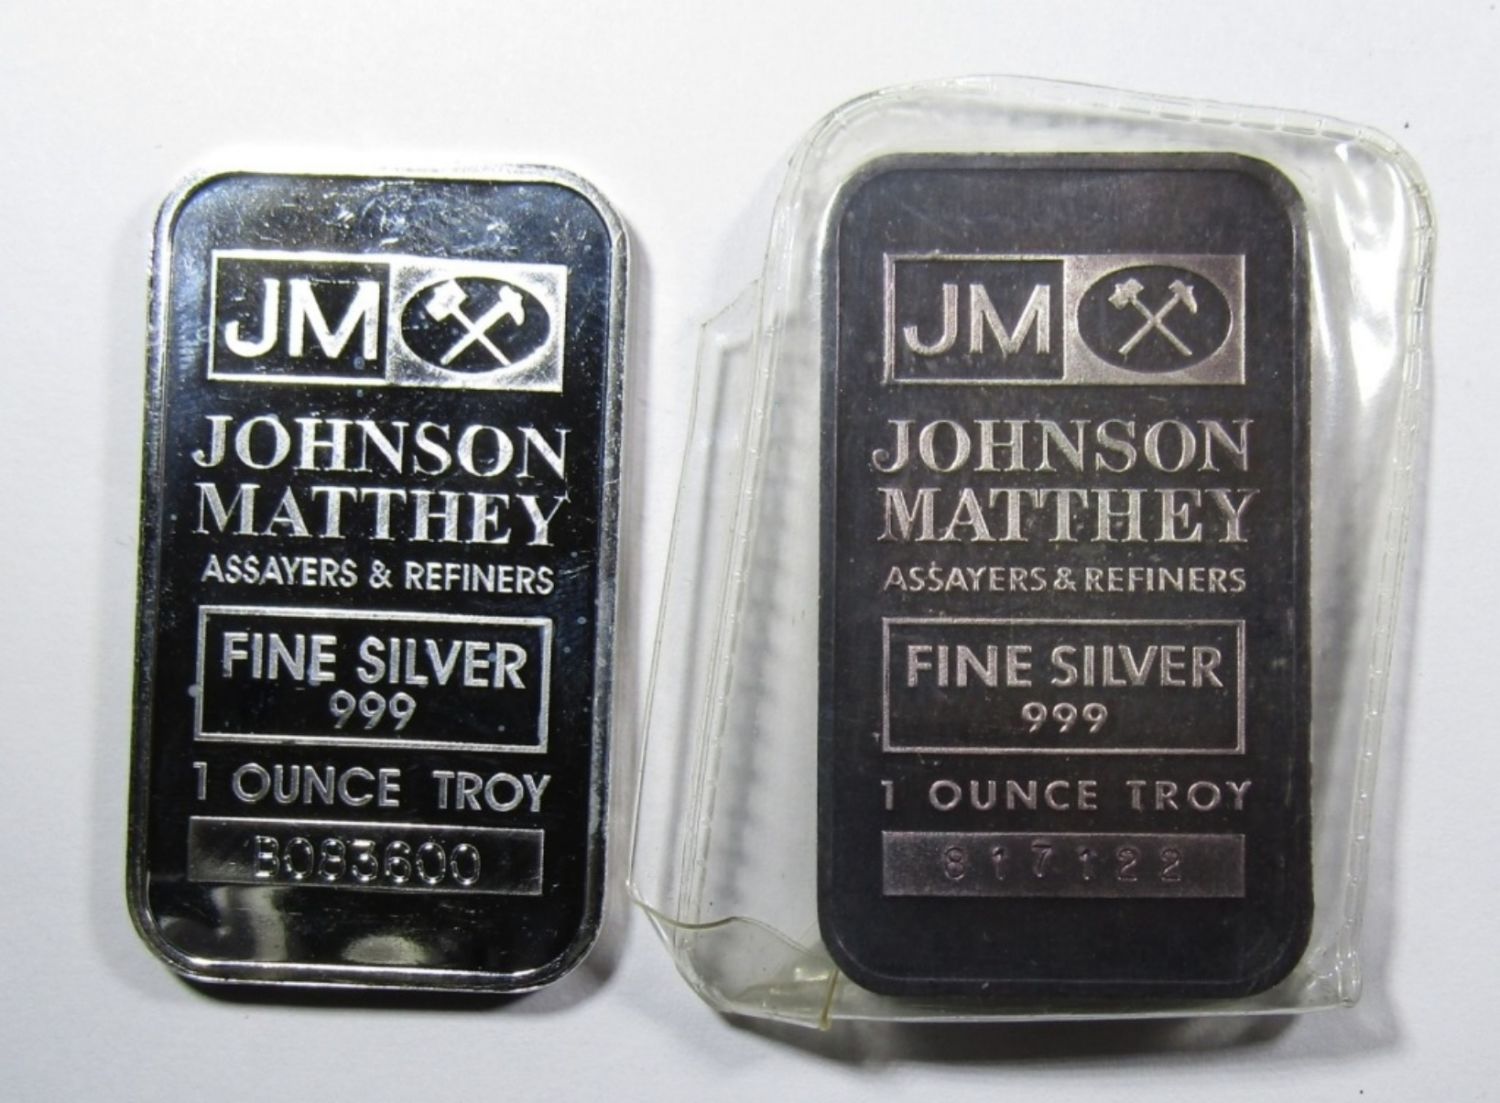 JM
JOHNSON
MATTHEY
ASSAYERS & REFINERS
FINE SILVER
999
1 OUNCE TROY
B083600
JM
JOHNSON
MATTHEY
ASSAYERS & REFINERS
FINE SILVER
999
1 OUNCE TROY
817122